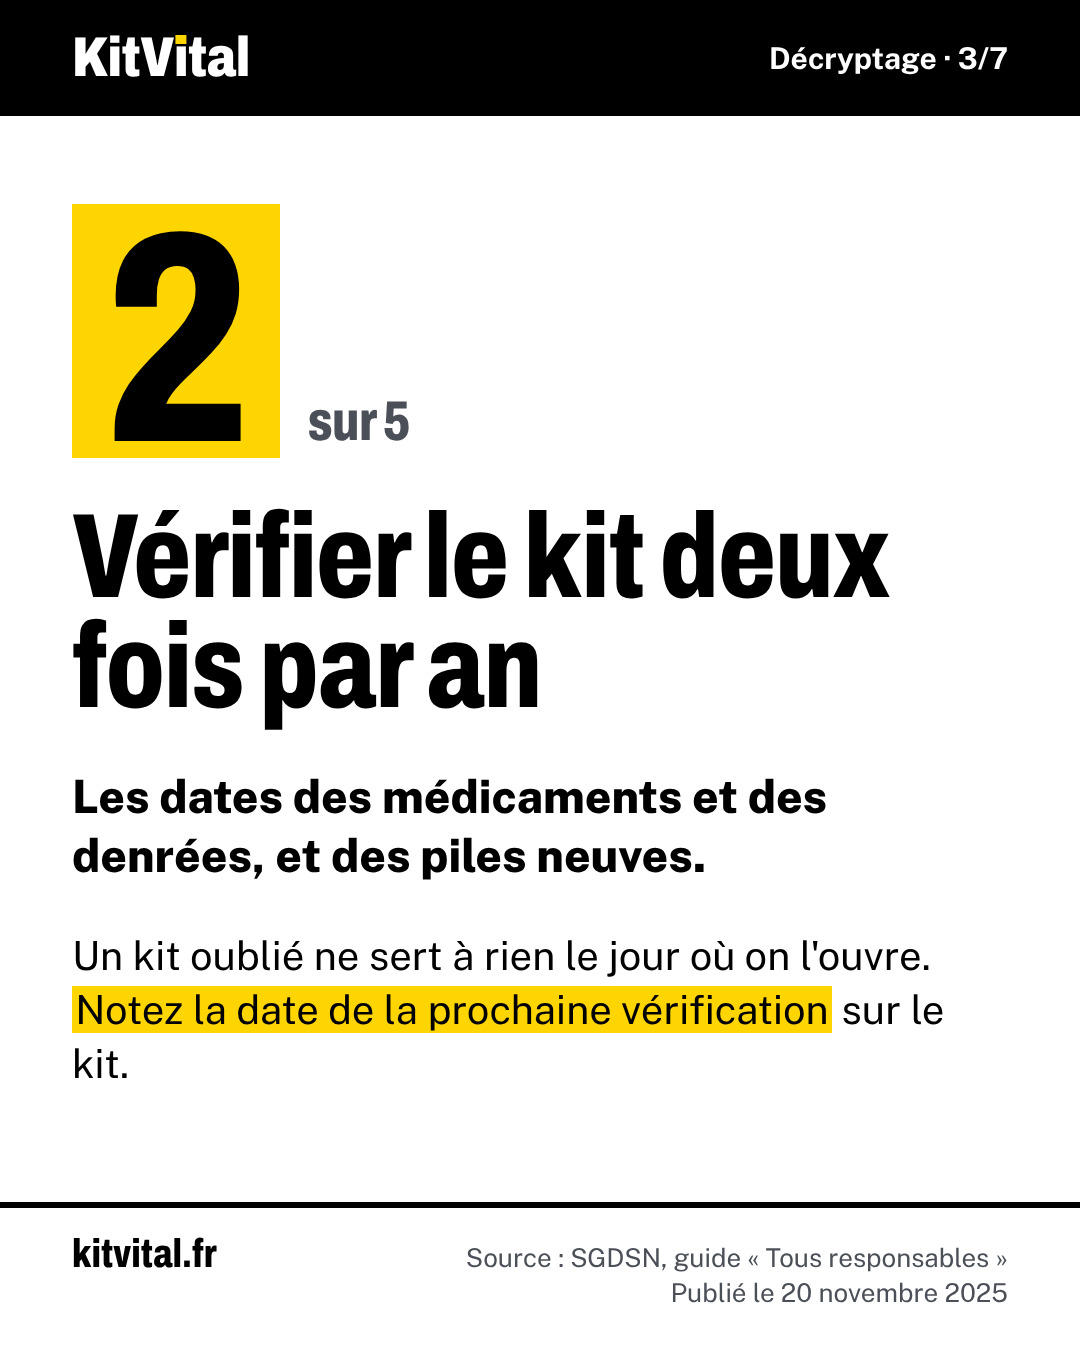 KitVital
Décryptage · 3/7
2
sur 5
Vérifier le kit deux
fois par an
Les dates des médicaments et des
denrées, et des piles neuves.
Un kit oublié ne sert à rien le jour où on l'ouvre.
Notez la date de la prochaine vérification sur le
kit.
kitvital.fr
Source : SGDSN, guide « Tous responsables »
Publié le 20 novembre 2025